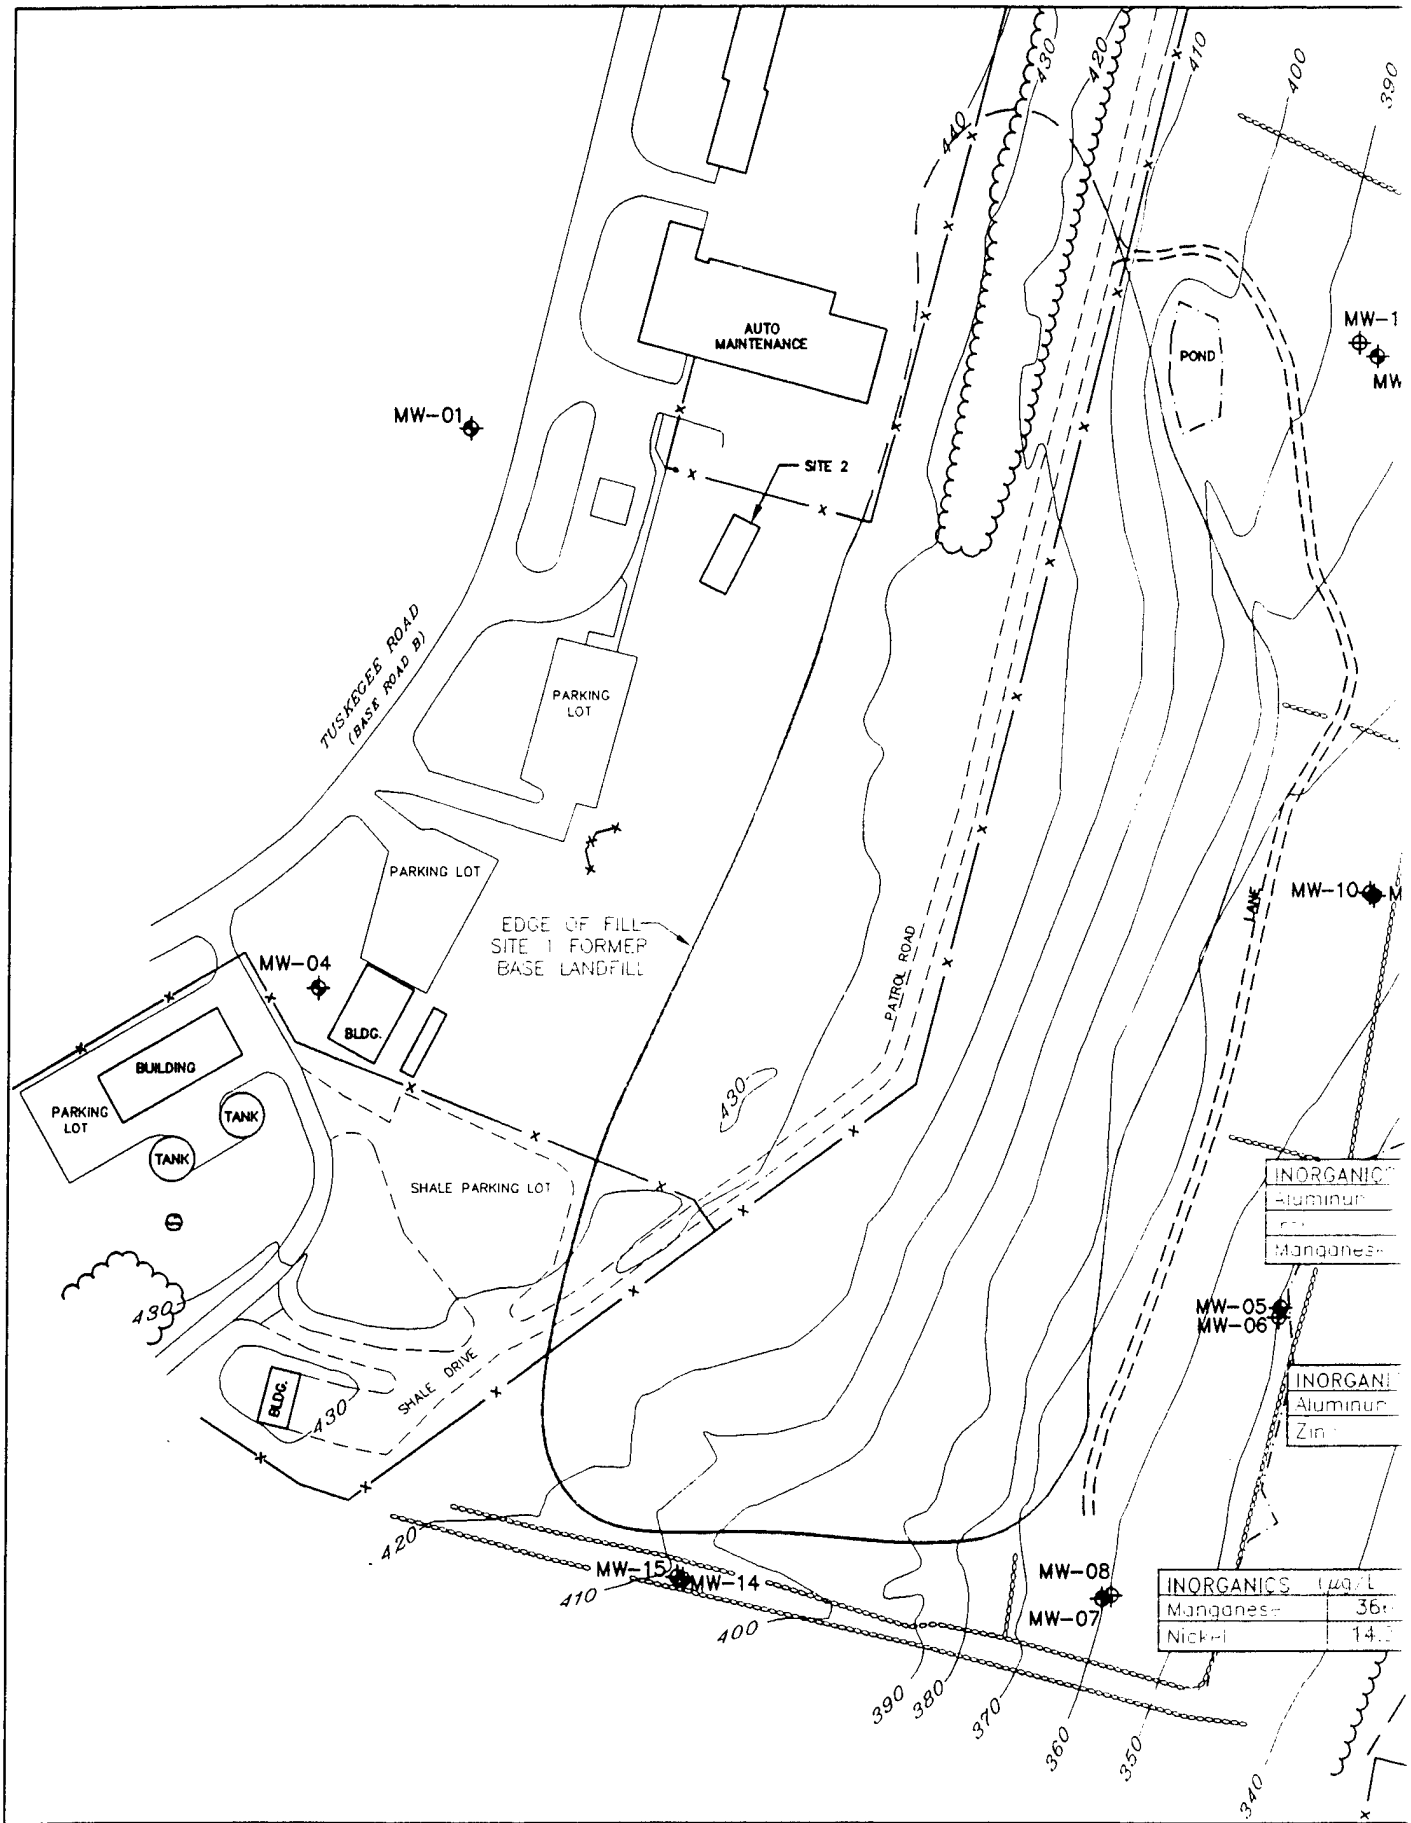 430
420
410
400
390
440
AUTO
MAINTENANCE
POND
MW-1
MW
MW-01
SITE 2
TUSKEGEE ROAD
(BASE ROAD B)
PARKING
LOT
PARKING LOT
EDGE OF FILL
SITE 1 FORMER
BASE LANDFILL
MW-10
M
LANE
PATROL ROAD
MW-04
BLDG.
BUILDING
PARKING
LOT
TANK
TANK
430
SHALE PARKING LOT
INORGANICS
Aluminum
Manganese
430
MW-05
MW-06
SHALE DRIVE
BLDG.
430
INORGANI
Aluminum
Zin
420
MW-15
MW-14
410
400
MW-08
MW-07
INORGANICS (µg/L
Manganese
Nickel 14.
390
380
370
360
350
340